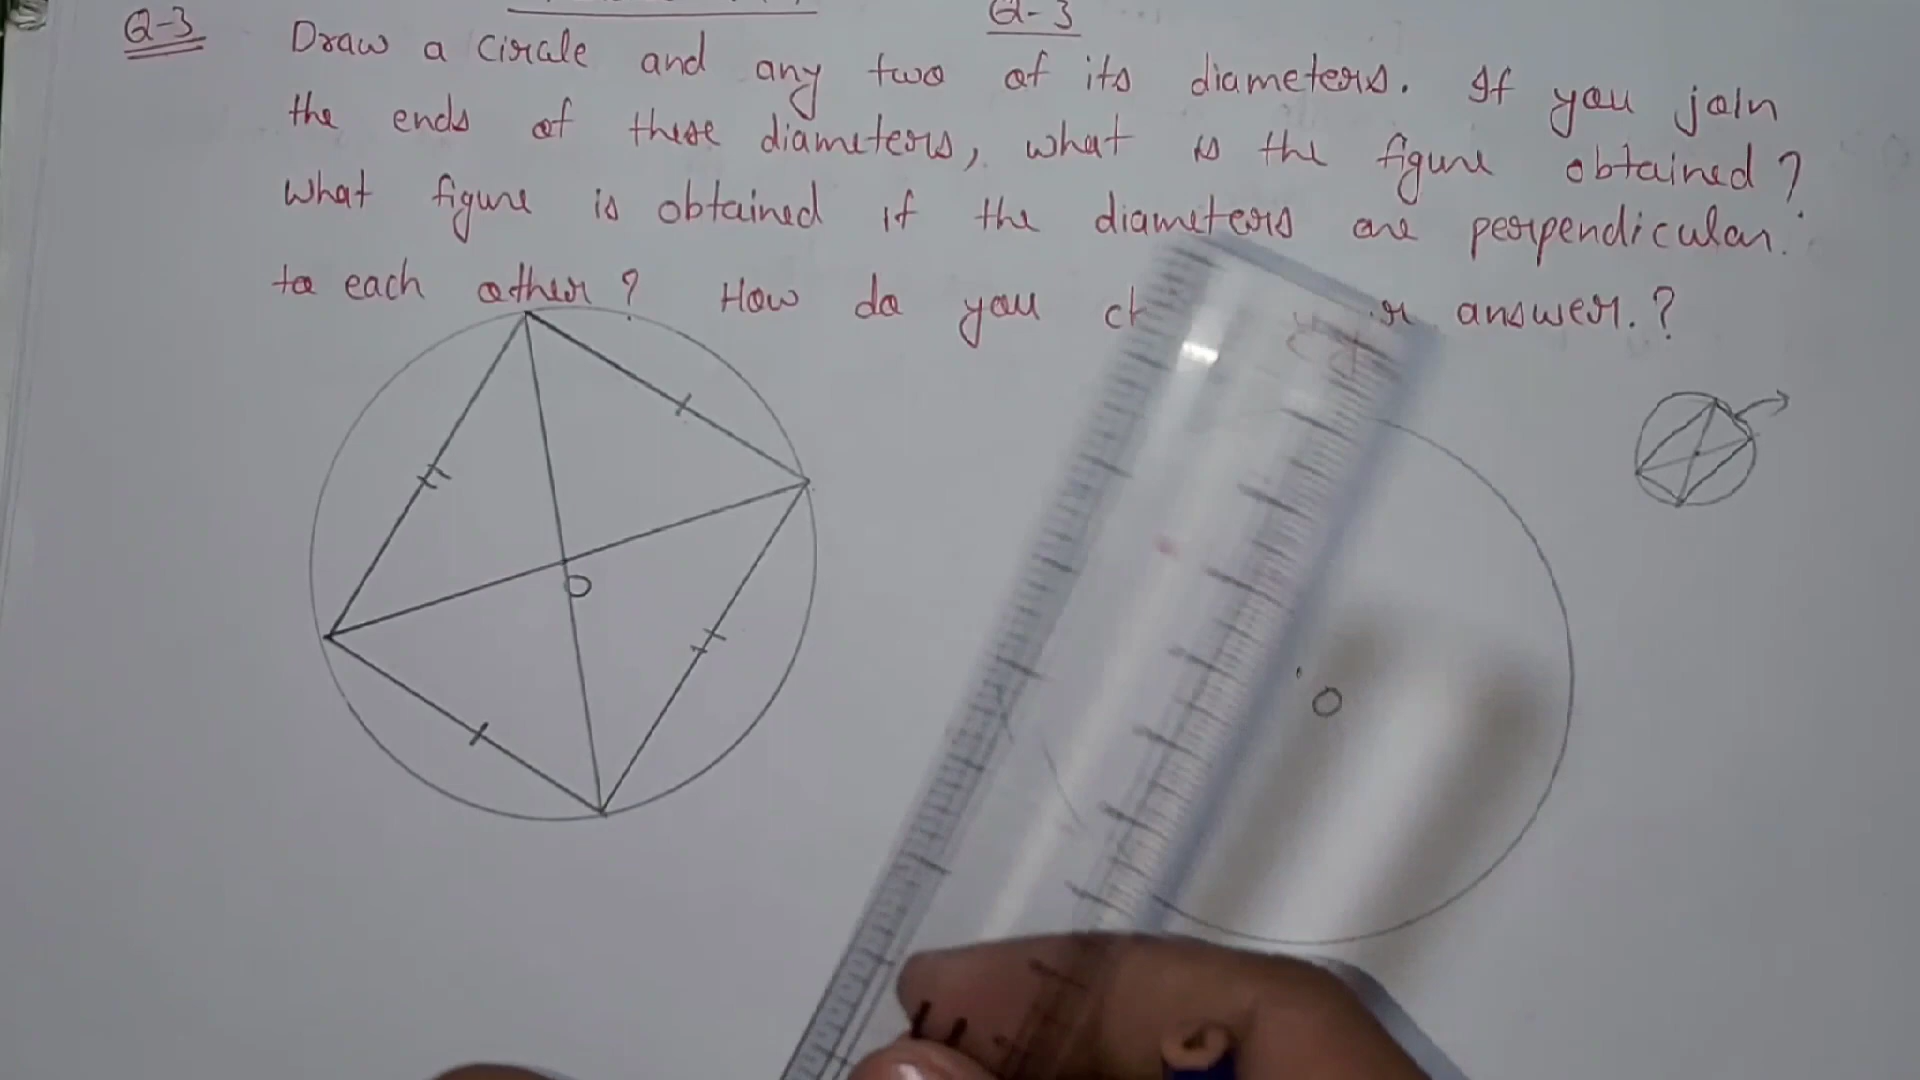 Q-3
Q-3
Draw a circle and any two of its diameters. If you join
the ends of these diameters, what is the figure obtained?
What figure is obtained if the diameters are perpendicular.
to each other? How do you answer.?
O
O